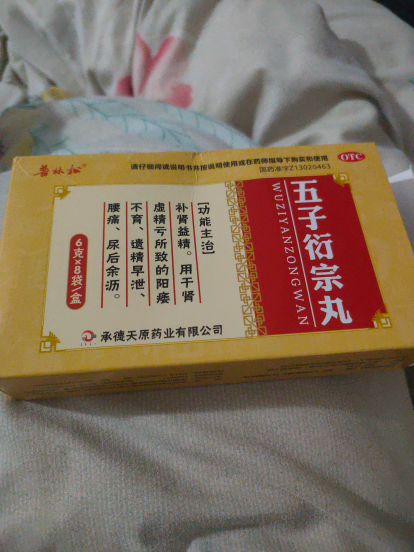 普林松
请仔细阅读说明书并按说明使用或在药师指导下购买和使用
OTC
国药准字Z13020463
五子衍宗丸
WUZIYANZONGWAN
[功能主治]
补肾益精。用于肾
虚精亏所致的阳痿
不育、遗精早泄、
腰痛、尿后余沥。
6克×8袋/盒
承德天原药业有限公司